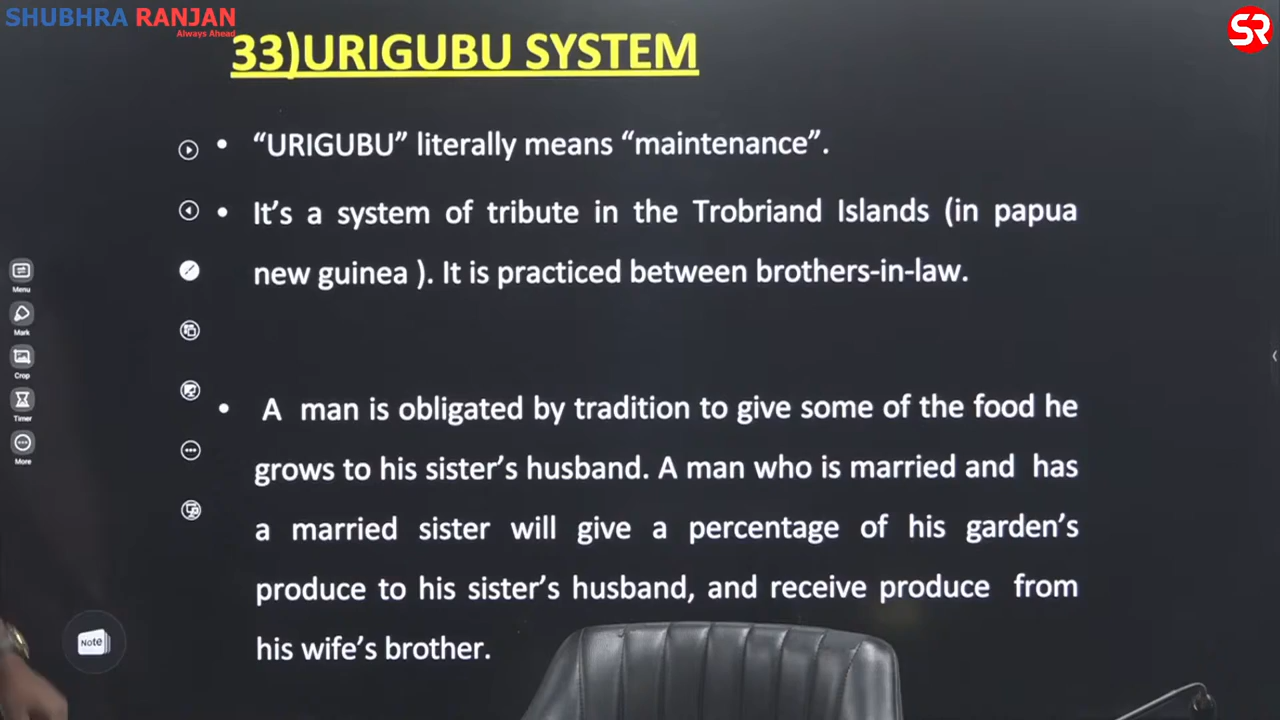 SHUBHRA RANJAN
Always Ahead
SR
33)URIGUBU SYSTEM
• “URIGUBU” literally means “maintenance”.
• It’s a system of tribute in the Trobriand Islands (in papua
new guinea ). It is practiced between brothers-in-law.
• A man is obligated by tradition to give some of the food he
grows to his sister’s husband. A man who is married and has
a married sister will give a percentage of his garden’s
produce to his sister’s husband, and receive produce from
his wife’s brother.
Menu
Mark
Crop
Timer
More
Note